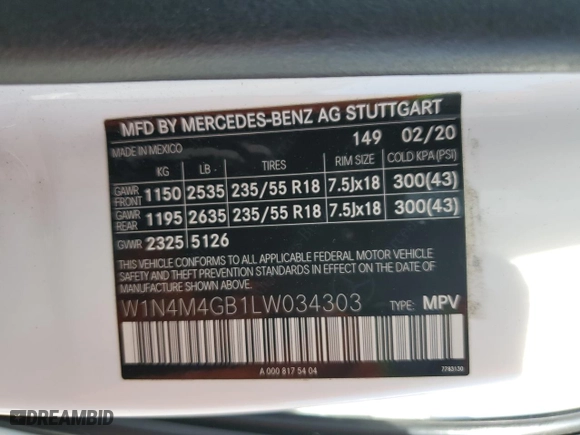 MFD BY MERCEDES-BENZ AG STUTTGART
MADE IN MEXICO 149 02/20
KG LB TIRES RIM SIZE COLD KPA (PSI)
GAWR FRONT 1150 2535 235/55 R18 7.5Jx18 300(43)
GAWR REAR 1195 2635 235/55 R18 7.5Jx18 300(43)
GVWR 2325 5126
THIS VEHICLE CONFORMS TO ALL APPLICABLE FEDERAL MOTOR VEHICLE
SAFETY AND THEFT PREVENTION STANDARDS IN EFFECT ON THE DATE OF
MANUFACTURE SHOWN ABOVE.
W1N4M4GB1LW034303 TYPE: MPV
A 000 817 54 04 7783130
DREAMBID